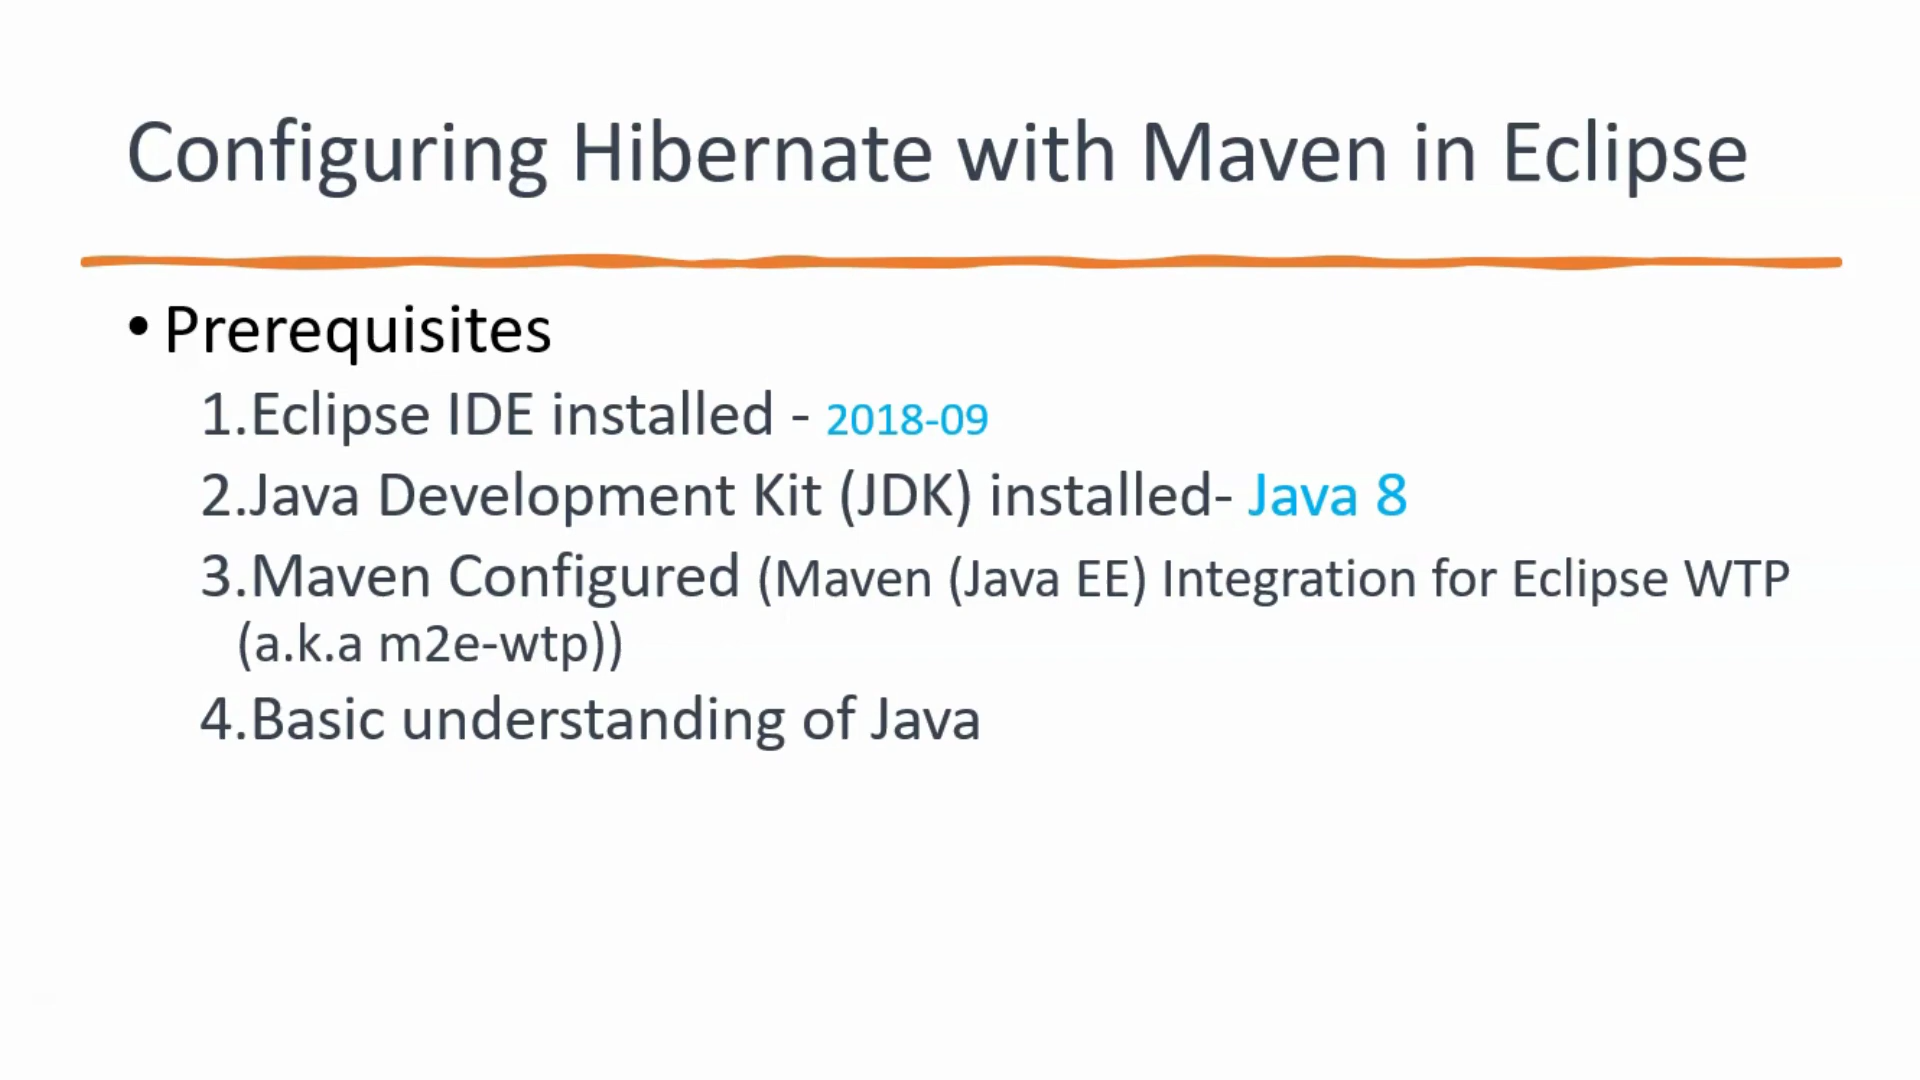 Configuring Hibernate with Maven in Eclipse
• Prerequisites
1.Eclipse IDE installed - 2018-09
2.Java Development Kit (JDK) installed- Java 8
3.Maven Configured (Maven (Java EE) Integration for Eclipse WTP
(a.k.a m2e-wtp))
4.Basic understanding of Java